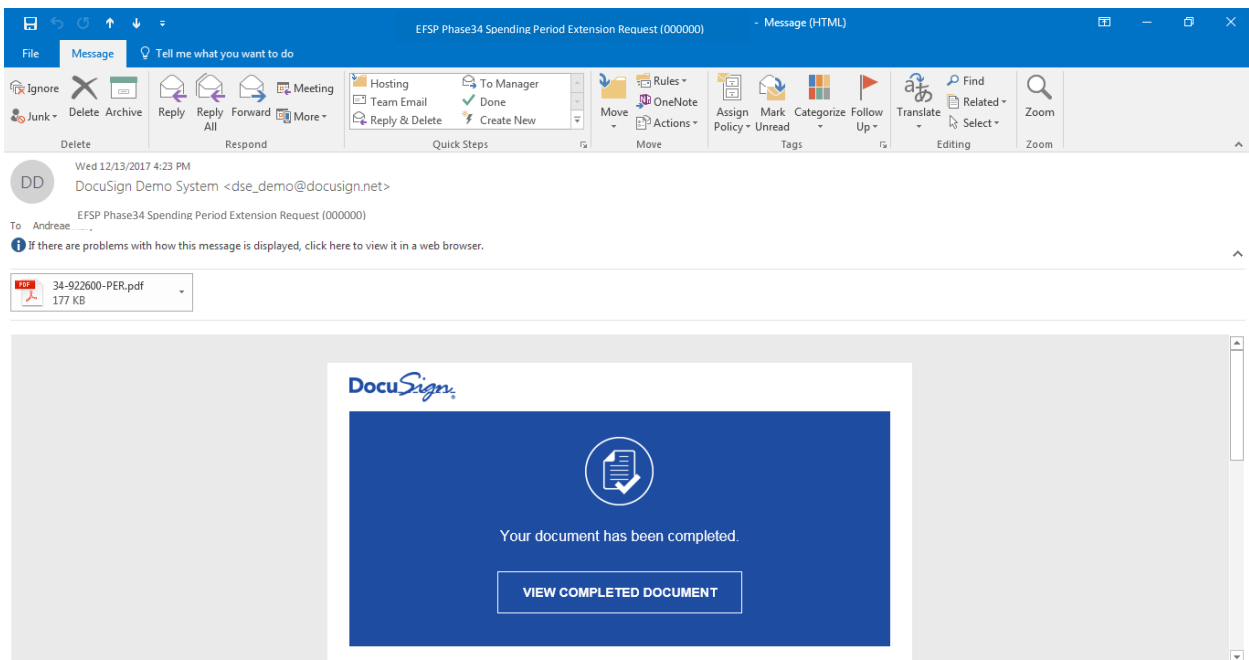 EFSP Phase34 Spending Period Extension Request (000000) - Message (HTML)
File Message Tell me what you want to do
Ignore
Junk
Delete
Archive
Reply
Reply All
Forward
Meeting
More
Hosting
Team Email
Reply & Delete
To Manager
Done
Create New
Move
Rules
OneNote
Actions
Assign Policy
Mark Unread
Categorize
Follow Up
Translate
Find
Related
Select
Zoom
Delete Respond Quick Steps Move Tags Editing Zoom
DD
Wed 12/13/2017 4:23 PM
DocuSign Demo System <dse_demo@docusign.net>
EFSP Phase34 Spending Period Extension Request (000000)
To Andreae
If there are problems with how this message is displayed, click here to view it in a web browser.
PDF
34-922600-PER.pdf
177 KB
DocuSign
Your document has been completed.
VIEW COMPLETED DOCUMENT